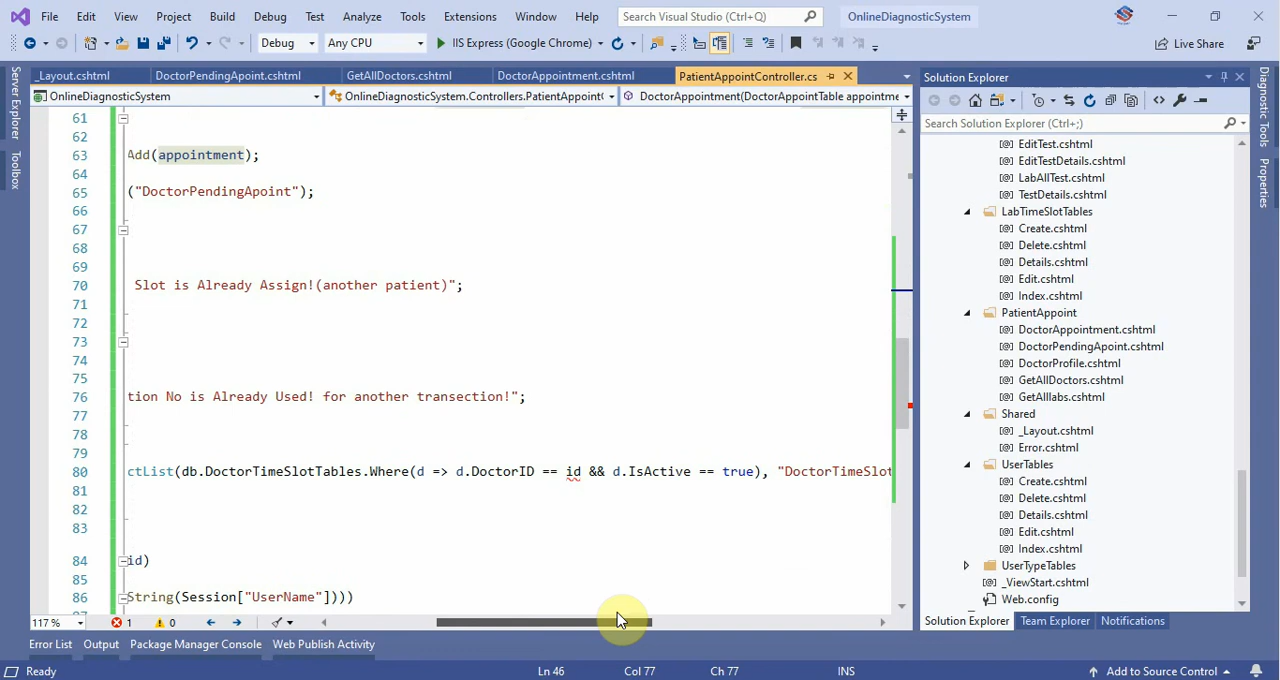 File Edit View Project Build Debug Test Analyze Tools Extensions Window Help Search Visual Studio (Ctrl+Q) OnlineDiagnosticSystem
Debug Any CPU IIS Express (Google Chrome) Live Share
_Layout.cshtml DoctorPendingApoint.cshtml GetAllDoctors.cshtml DoctorAppointment.cshtml PatientAppointController.cs
OnlineDiagnosticSystem OnlineDiagnosticSystem.Controllers.PatientAppoint DoctorAppointment(DoctorAppointTable appointme
Server Explorer
Toolbox
61
62
63 Add(appointment);
64
65 ("DoctorPendingApoint");
66
67
68
69
70 Slot is Already Assign!(another patient)";
71
72
73
74
75
76 tion No is Already Used! for another transection!";
77
78
79
80 ctList(db.DoctorTimeSlotTables.Where(d => d.DoctorID == id && d.IsActive == true), "DoctorTimeSlot
81
82
83
84 id)
85
86 String(Session["UserName"])))
117 % 1 0
Solution Explorer
Search Solution Explorer (Ctrl+;)
EditTest.cshtml
EditTestDetails.cshtml
LabAllTest.cshtml
TestDetails.cshtml
LabTimeSlotTables
Create.cshtml
Delete.cshtml
Details.cshtml
Edit.cshtml
Index.cshtml
PatientAppoint
DoctorAppointment.cshtml
DoctorPendingApoint.cshtml
DoctorProfile.cshtml
GetAllDoctors.cshtml
GetAlllabs.cshtml
Shared
_Layout.cshtml
Error.cshtml
UserTables
Create.cshtml
Delete.cshtml
Details.cshtml
Edit.cshtml
Index.cshtml
UserTypeTables
_ViewStart.cshtml
Web.config
Solution Explorer Team Explorer Notifications
Diagnostic Tools
Properties
Error List Output Package Manager Console Web Publish Activity
Ready Ln 46 Col 77 Ch 77 INS Add to Source Control